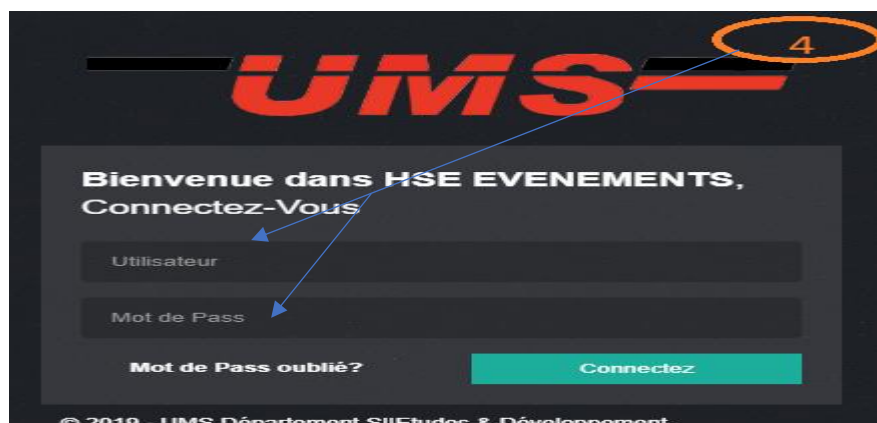 4
UMS
Bienvenue dans HSE EVENEMENTS,
Connectez-Vous
Utilisateur
Mot de Pass
Mot de Pass oublié?
Connectez
© 2019 - UMS Département SI|Etudes & Développement